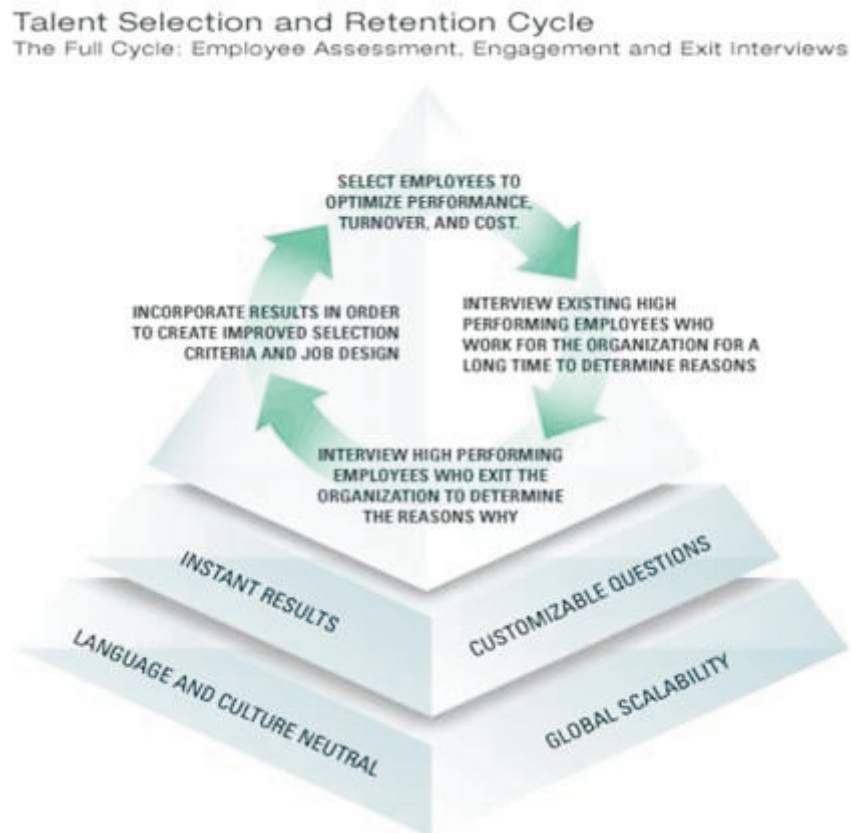 Talent Selection and Retention Cycle
The Full Cycle: Employee Assessment, Engagement and Exit Interviews
SELECT EMPLOYEES TO
OPTIMIZE PERFORMANCE,
TURNOVER, AND COST.
INTERVIEW EXISTING HIGH
PERFORMING EMPLOYEES WHO
WORK FOR THE ORGANIZATION FOR A
LONG TIME TO DETERMINE REASONS
INTERVIEW HIGH PERFORMING
EMPLOYEES WHO EXIT THE
ORGANIZATION TO DETERMINE
THE REASONS WHY
INCORPORATE RESULTS IN ORDER
TO CREATE IMPROVED SELECTION
CRITERIA AND JOB DESIGN
INSTANT RESULTS
CUSTOMIZABLE QUESTIONS
LANGUAGE AND CULTURE NEUTRAL
GLOBAL SCALABILITY